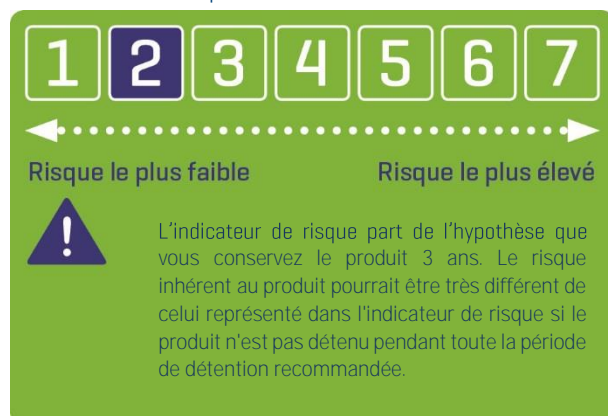 1 2 3 4 5 6 7
Risque le plus faible Risque le plus élevé
L'indicateur de risque part de l'hypothèse que
vous conservez le produit 3 ans. Le risque
inhérent au produit pourrait être très différent de
celui représenté dans l'indicateur de risque si le
produit n'est pas détenu pendant toute la période
de détention recommandée.